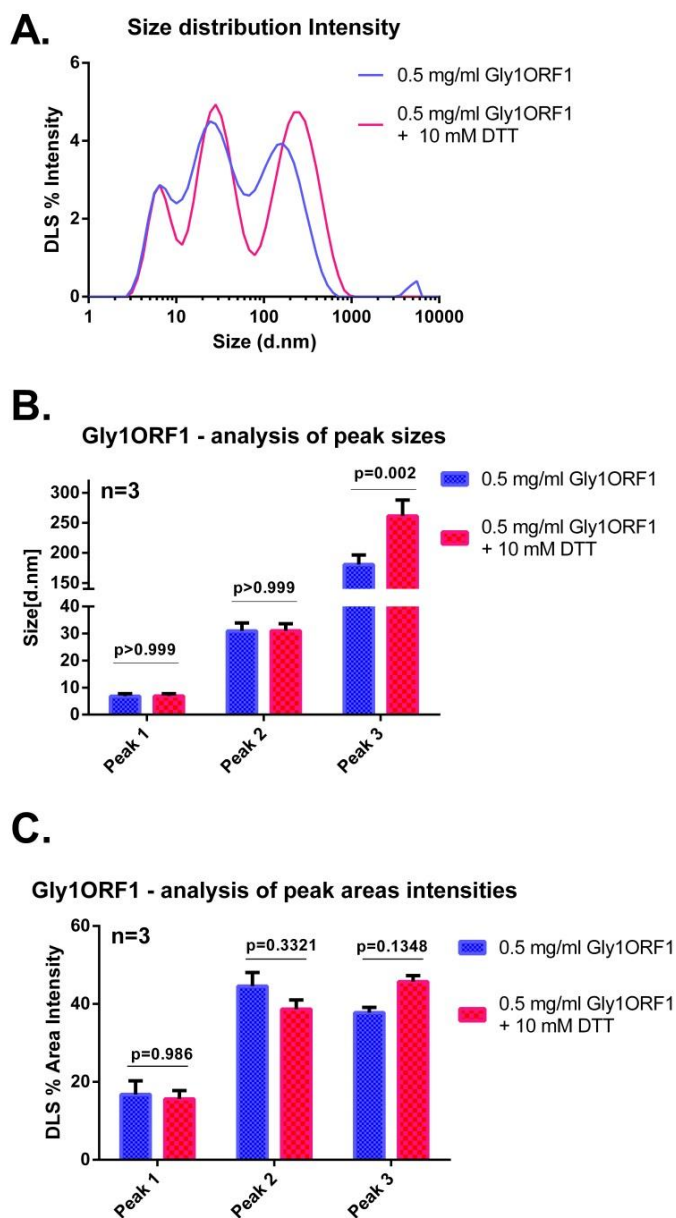 A.
Size distribution Intensity
0.5 mg/ml Gly1ORF1
0.5 mg/ml Gly1ORF1
+ 10 mM DTT
DLS % Intensity
6
4
2
0
1
10
100
1000
10000
Size (d.nm)
B.
Gly1ORF1 - analysis of peak sizes
n=3
p=0.002
0.5 mg/ml Gly1ORF1
0.5 mg/ml Gly1ORF1
+ 10 mM DTT
Size[d.nm]
300
250
200
150
40
30
20
10
0
p>0.999
p>0.999
Peak 1
Peak 2
Peak 3
C.
Gly1ORF1 - analysis of peak areas intensities
n=3
p=0.3321
p=0.1348
p=0.986
0.5 mg/ml Gly1ORF1
0.5 mg/ml Gly1ORF1
+ 10 mM DTT
DLS % Area Intensity
60
40
20
0
Peak 1
Peak 2
Peak 3